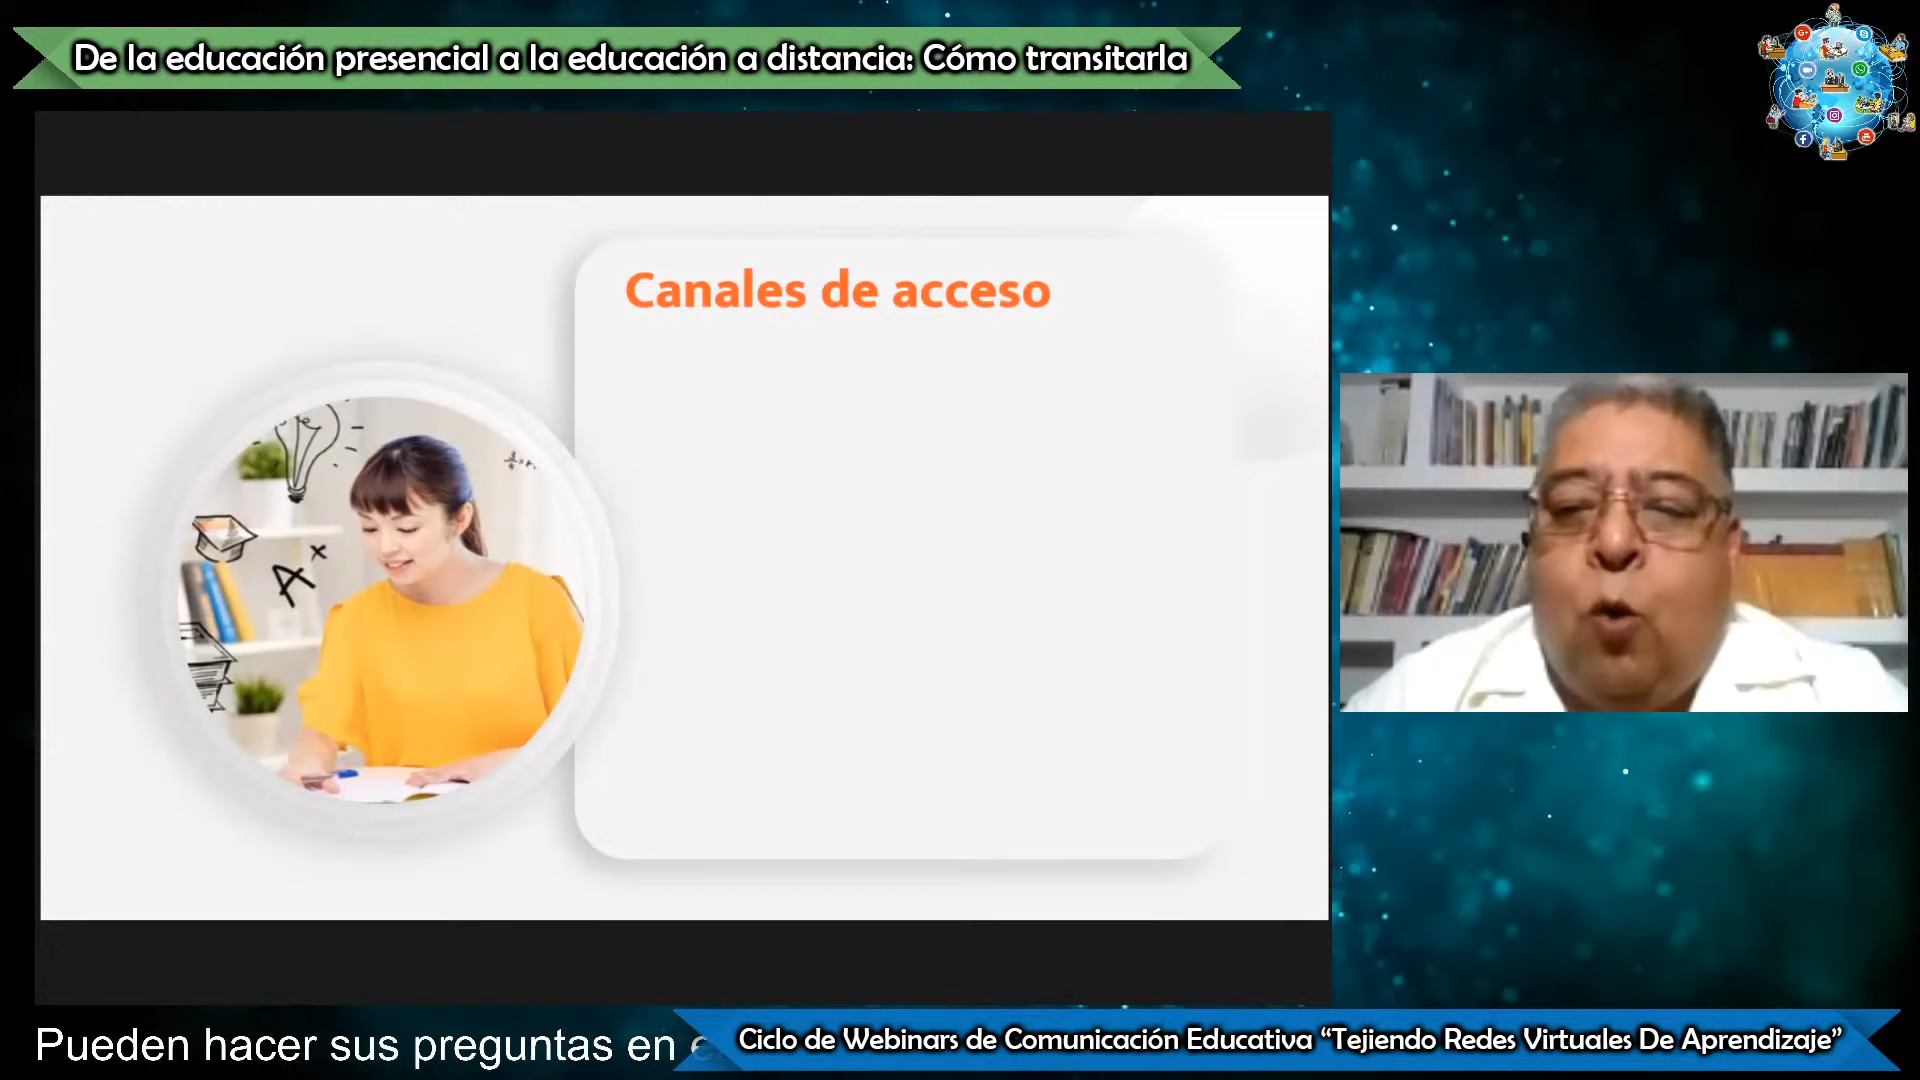 De la educación presencial a la educación a distancia: Cómo transitarla
Canales de acceso
A+
Pueden hacer sus preguntas en
Ciclo de Webinars de Comunicación Educativa “Tejiendo Redes Virtuales De Aprendizaje”